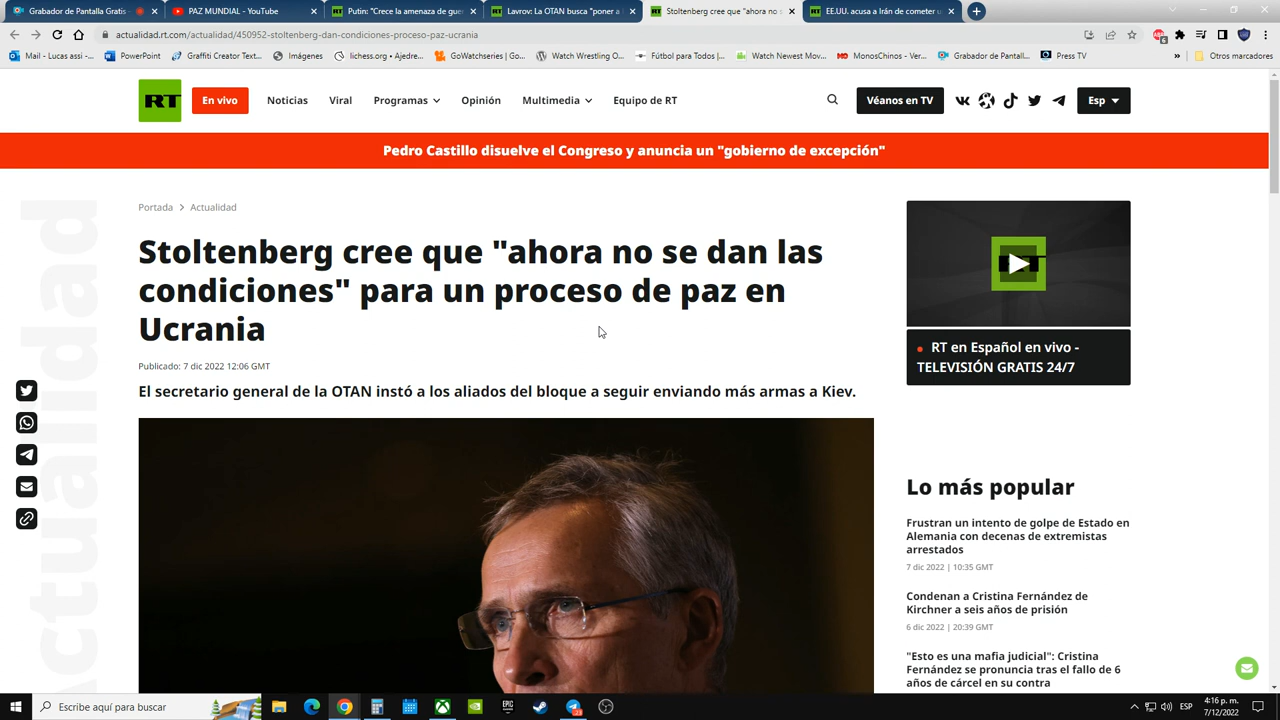 Grabador de Pantalla Gratis -
PAZ MUNDIAL - YouTube
Putin: "Crece la amenaza de gue
Lavrov: La OTAN busca "poner a
Stoltenberg cree que "ahora no s
EE.UU. acusa a Irán de cometer u
actualidad.rt.com/actualidad/450952-stoltenberg-dan-condiciones-proceso-paz-ucrania
Mail - Lucas assi -...
PowerPoint
Graffiti Creator:Text...
Imágenes
lichess.org • Ajedre...
GoWatchseries | Go...
Watch Wrestling O...
Fútbol para Todos |...
Watch Newest Mov...
MonosChinos - Ver...
Grabador de Pantall...
Press TV
»
Otros marcadores
RT
En vivo
Noticias
Viral
Programas
Opinión
Multimedia
Equipo de RT
Véanos en TV
Esp
Pedro Castillo disuelve el Congreso y anuncia un "gobierno de excepción"
Actualidad
Portada > Actualidad
Stoltenberg cree que "ahora no se dan las
condiciones" para un proceso de paz en
Ucrania
Publicado: 7 dic 2022 12:06 GMT
El secretario general de la OTAN instó a los aliados del bloque a seguir enviando más armas a Kiev.
RT en Español en vivo -
TELEVISIÓN GRATIS 24/7
Lo más popular
Frustran un intento de golpe de Estado en
Alemania con decenas de extremistas
arrestados
7 dic 2022 | 10:35 GMT
Condenan a Cristina Fernández de
Kirchner a seis años de prisión
6 dic 2022 | 20:39 GMT
"Esto es una mafia judicial": Cristina
Fernández se pronuncia tras el fallo de 6
años de cárcel en su contra
Escribe aquí para buscar
EPIC
ESP
4:16 p. m.
7/12/2022